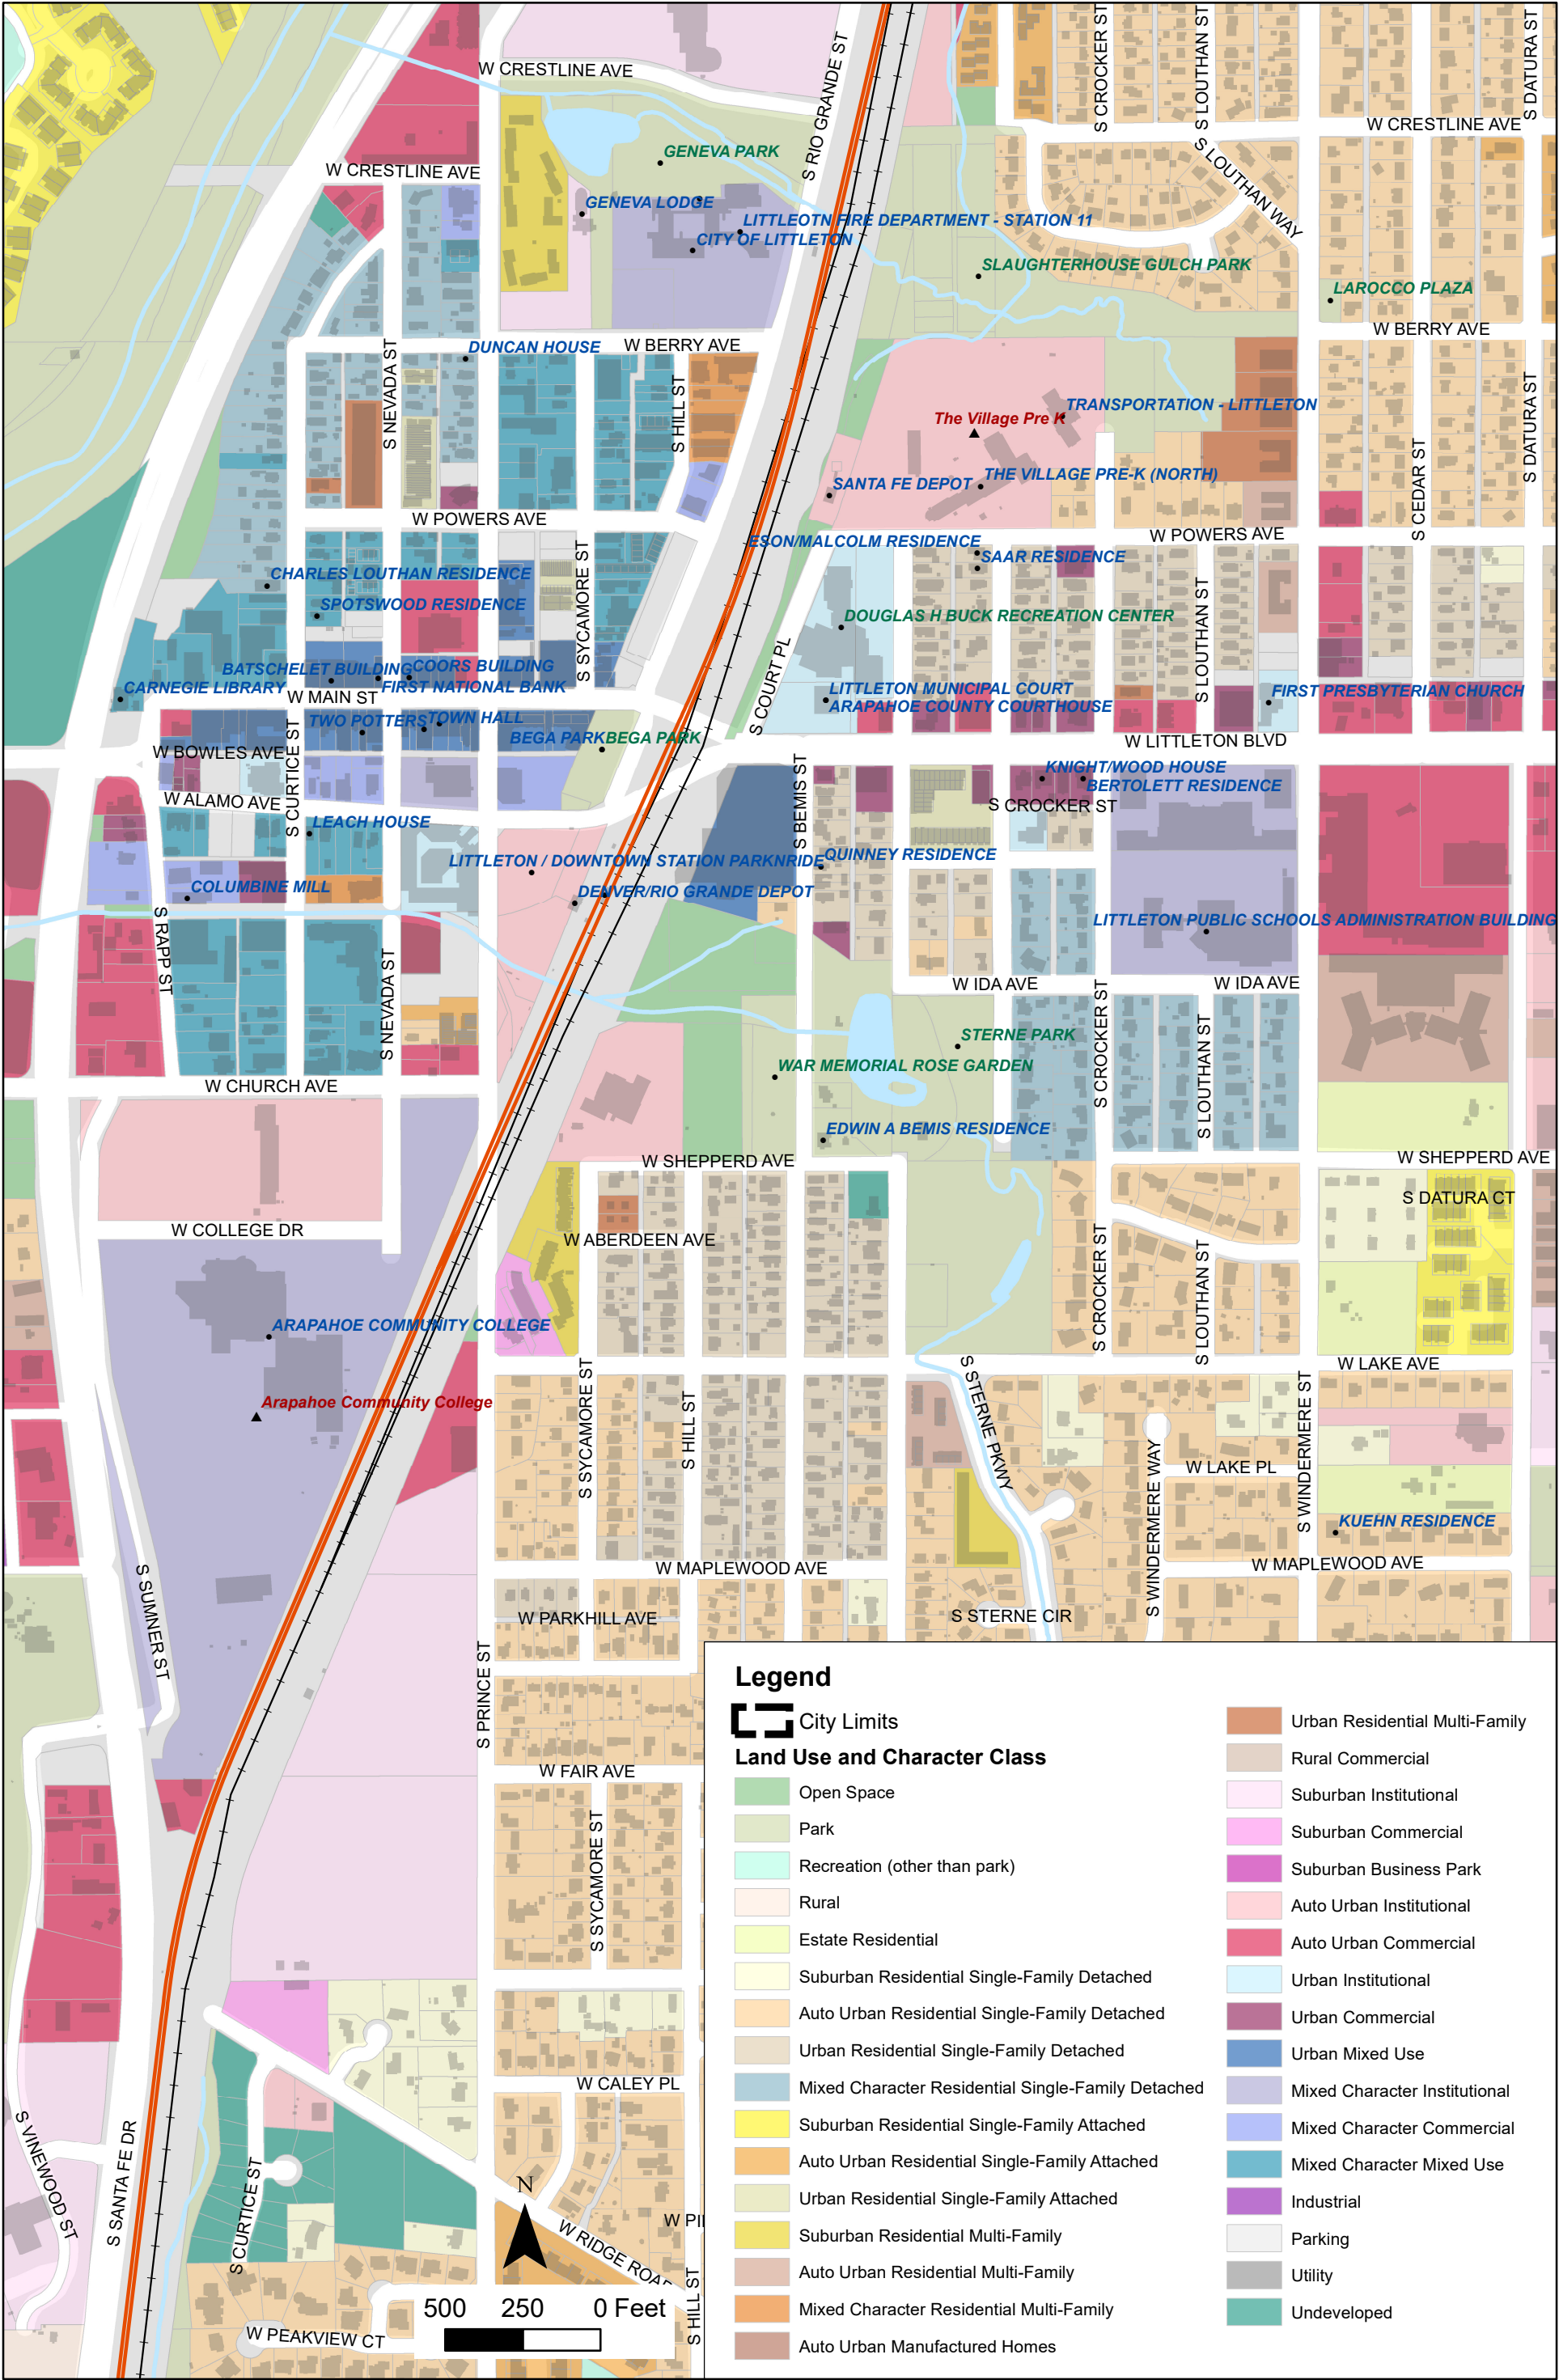 W CRESTLINE AVE
S RIO GRANDE ST
S CROCKER ST
S LOUTHAN ST
S DATURA ST
W CRESTLINE AVE
W CRESTLINE AVE
S LOUTHAN WAY
GENEVA PARK
GENEVA LODGE
LITTLEOTN FIRE DEPARTMENT - STATION 11
CITY OF LITTLETON
SLAUGHTERHOUSE GULCH PARK
LAROCCO PLAZA
W BERRY AVE
DUNCAN HOUSE
W BERRY AVE
S NEVADA ST
S HILL ST
The Village Pre K
TRANSPORTATION - LITTLETON
S DATURA ST
S CEDAR ST
SANTA FE DEPOT
THE VILLAGE PRE-K (NORTH)
W POWERS AVE
W POWERS AVE
ESON/MALCOLM RESIDENCE
SAAR RESIDENCE
CHARLES LOUTHAN RESIDENCE
SPOTSWOOD RESIDENCE
S SYCAMORE ST
DOUGLAS H BUCK RECREATION CENTER
S LOUTHAN ST
S COURT PL
BATSCHELET BUILDING
COORS BUILDING
CARNEGIE LIBRARY
FIRST NATIONAL BANK
W MAIN ST
LITTLETON MUNICIPAL COURT
ARAPAHOE COUNTY COURTHOUSE
FIRST PRESBYTERIAN CHURCH
TWO POTTERS
TOWN HALL
BEGA PARK
BEGA PARK
W LITTLETON BLVD
W BOWLES AVE
S CURTICE ST
S BEMIS ST
KNIGHT/WOOD HOUSE
BERTOLETT RESIDENCE
W ALAMO AVE
S CROCKER ST
LEACH HOUSE
LITTLETON / DOWNTOWN STATION PARKNRIDE
QUINNEY RESIDENCE
COLUMBINE MILL
DENVER/RIO GRANDE DEPOT
LITTLETON PUBLIC SCHOOLS ADMINISTRATION BUILDING
S RAPP ST
S NEVADA ST
W IDA AVE
W IDA AVE
S CROCKER ST
S LOUTHAN ST
STERNE PARK
WAR MEMORIAL ROSE GARDEN
W CHURCH AVE
EDWIN A BEMIS RESIDENCE
W SHEPPERD AVE
W SHEPPERD AVE
S DATURA CT
W COLLEGE DR
W ABERDEEN AVE
S CROCKER ST
S LOUTHAN ST
ARAPAHOE COMMUNITY COLLEGE
Arapahoe Community College
W LAKE AVE
S SYCAMORE ST
S HILL ST
S STERNE PKWY
S WINDERMERE WAY
S WINDERMERE ST
W LAKE PL
KUEHN RESIDENCE
W MAPLEWOOD AVE
W MAPLEWOOD AVE
S SUMNER ST
W PARKHILL AVE
S STERNE CIR
S PRINCE ST
W FAIR AVE
S SYCAMORE ST
W CALEY PL
S VINEWOOD ST
S SANTA FE DR
S CURTICE ST
N
W RIDGE ROAD
S HILL ST
500 250 0 Feet
W PEAKVIEW CT
Legend
City Limits
Land Use and Character Class
Open Space
Park
Recreation (other than park)
Rural
Estate Residential
Suburban Residential Single-Family Detached
Auto Urban Residential Single-Family Detached
Urban Residential Single-Family Detached
Mixed Character Residential Single-Family Detached
Suburban Residential Single-Family Attached
Auto Urban Residential Single-Family Attached
Urban Residential Single-Family Attached
Suburban Residential Multi-Family
Auto Urban Residential Multi-Family
Mixed Character Residential Multi-Family
Auto Urban Manufactured Homes
Urban Residential Multi-Family
Rural Commercial
Suburban Institutional
Suburban Commercial
Suburban Business Park
Auto Urban Institutional
Auto Urban Commercial
Urban Institutional
Urban Commercial
Urban Mixed Use
Mixed Character Institutional
Mixed Character Commercial
Mixed Character Mixed Use
Industrial
Parking
Utility
Undeveloped